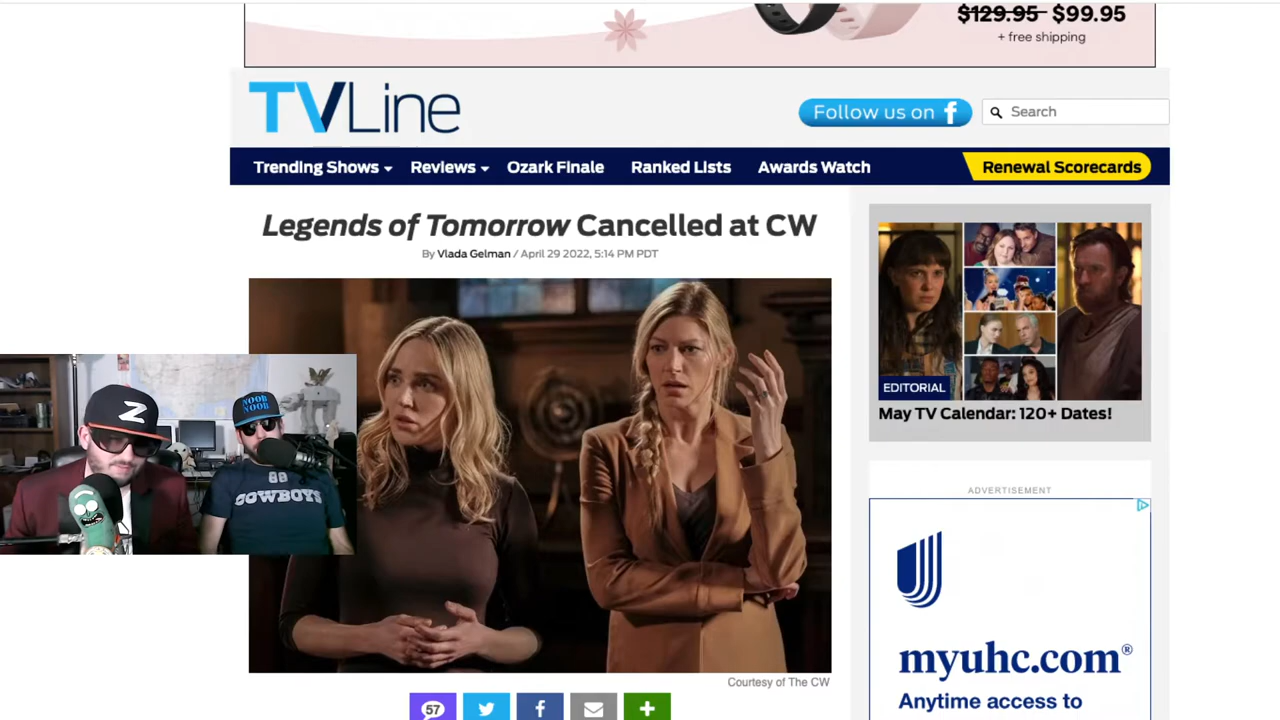 $129.95 $99.95
+ free shipping
TVLine
Follow us on f
Search
Trending Shows Reviews Ozark Finale Ranked Lists Awards Watch Renewal Scorecards
Legends of Tomorrow Cancelled at CW
By Vlada Gelman / April 29 2022, 5:14 PM PDT
EDITORIAL
May TV Calendar: 120+ Dates!
Z
NOOB
NOOB
88
COWBOYS
ADVERTISEMENT
myuhc.com®
Anytime access to
Courtesy of The CW
57